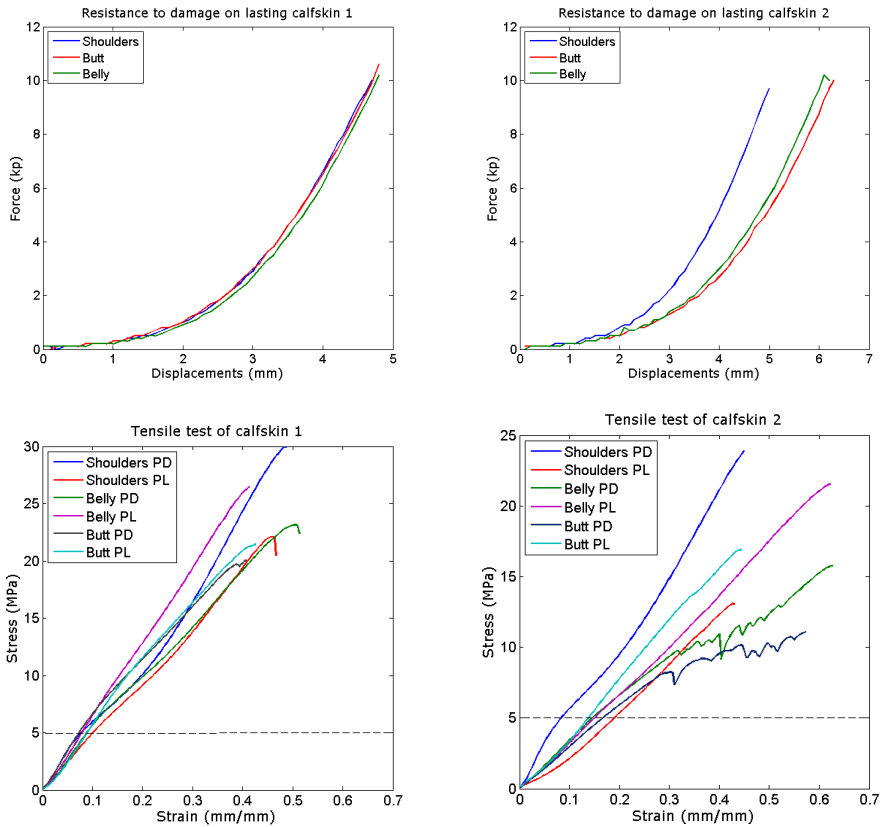 Resistance to damage on lasting calfskin 1
12
10
8
6
4
2
0
Force (kp)
Shoulders
Butt
Belly
0 1 2 3 4 5
Displacements (mm)
Resistance to damage on lasting calfskin 2
12
10
8
6
4
2
0
Force (kp)
Shoulders
Butt
Belly
0 1 2 3 4 5 6 7
Displacements (mm)
Tensile test of calfskin 1
30
25
20
15
10
5
0
Stress (MPa)
Shoulders PD
Shoulders PL
Belly PD
Belly PL
Butt PD
Butt PL
0 0.1 0.2 0.3 0.4 0.5 0.6 0.7
Strain (mm/mm)
Tensile test of calfskin 2
25
20
15
10
5
0
Stress (MPa)
Shoulders PD
Shoulders PL
Belly PD
Belly PL
Butt PD
Butt PL
0 0.1 0.2 0.3 0.4 0.5 0.6 0.7
Strain (mm/mm)